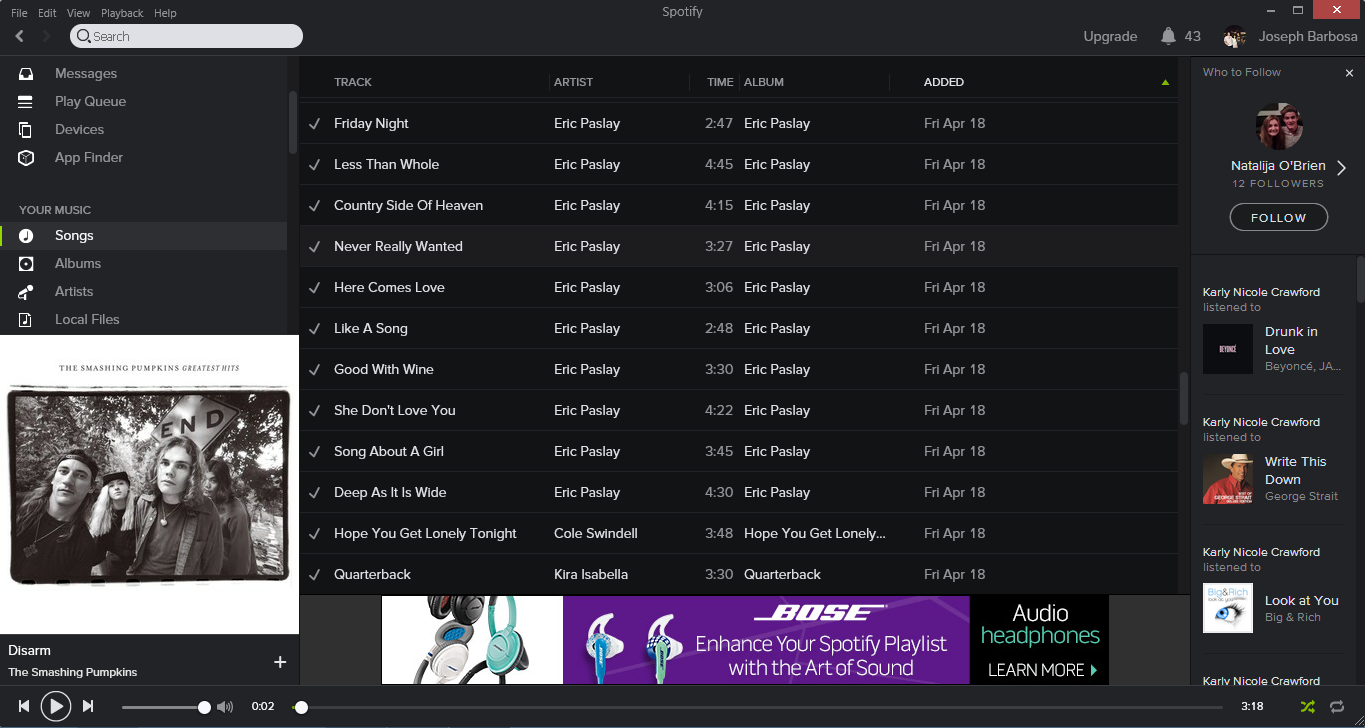 File Edit View Playback Help
Spotify
Search
Upgrade 43 Joseph Barbosa
Messages
Play Queue
Devices
App Finder
YOUR MUSIC
Songs
Albums
Artists
Local Files
THE SMASHING PUMPKINS GREATEST HITS
END
Disarm
The Smashing Pumpkins
TRACK ARTIST TIME ALBUM ADDED
Friday Night Eric Paslay 2:47 Eric Paslay Fri Apr 18
Less Than Whole Eric Paslay 4:45 Eric Paslay Fri Apr 18
Country Side Of Heaven Eric Paslay 4:15 Eric Paslay Fri Apr 18
Never Really Wanted Eric Paslay 3:27 Eric Paslay Fri Apr 18
Here Comes Love Eric Paslay 3:06 Eric Paslay Fri Apr 18
Like A Song Eric Paslay 2:48 Eric Paslay Fri Apr 18
Good With Wine Eric Paslay 3:30 Eric Paslay Fri Apr 18
She Don't Love You Eric Paslay 4:22 Eric Paslay Fri Apr 18
Song About A Girl Eric Paslay 3:45 Eric Paslay Fri Apr 18
Deep As It Is Wide Eric Paslay 4:30 Eric Paslay Fri Apr 18
Hope You Get Lonely Tonight Cole Swindell 3:48 Hope You Get Lonely... Fri Apr 18
Quarterback Kira Isabella 3:30 Quarterback Fri Apr 18
BOSE
Enhance Your Spotify Playlist
with the Art of Sound
Audio
headphones
LEARN MORE
Who to Follow
Natalija O'Brien
12 FOLLOWERS
FOLLOW
Karly Nicole Crawford
listened to
BEYONCÉ
Drunk in
Love
Beyoncé, JA...
Karly Nicole Crawford
listened to
GEORGE STRAIT
Write This
Down
George Strait
Karly Nicole Crawford
listened to
Big&Rich
Look at You
Big & Rich
Karly Nicole Crawford
0:02 3:18